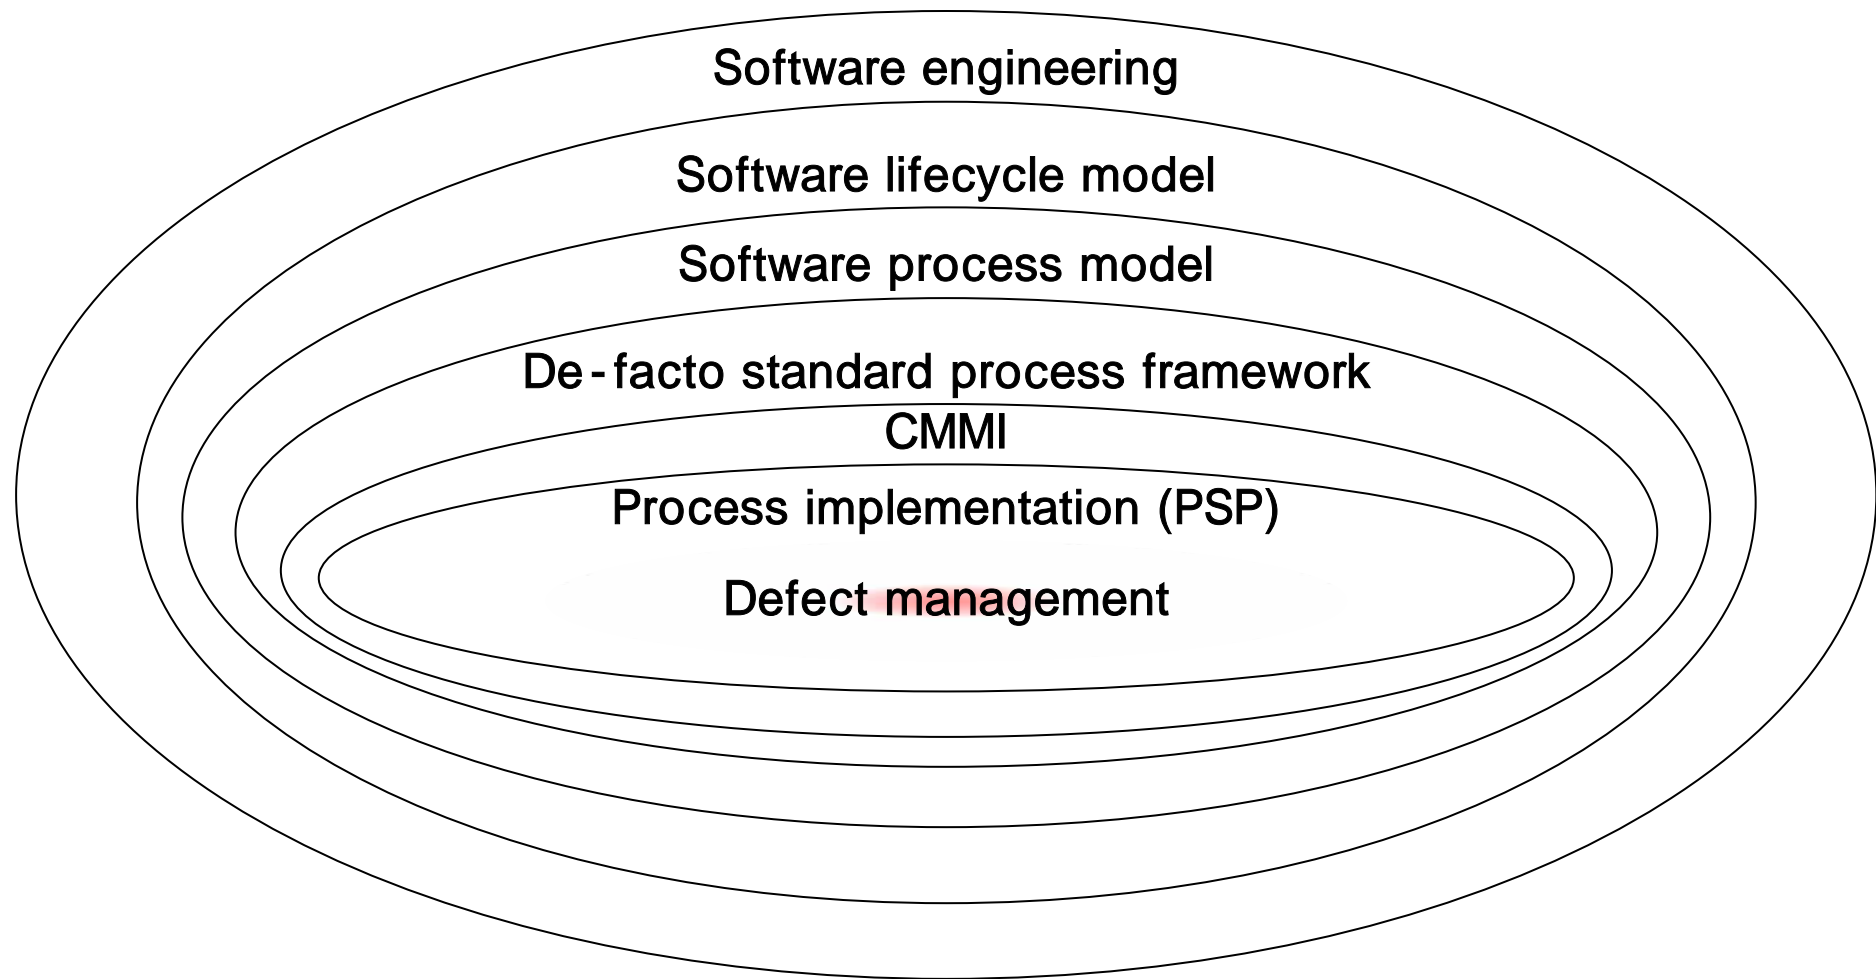 Software engineering
Software lifecycle model
Software process model
De-facto standard process framework
CMMI
Process implementation (PSP)
Defect management